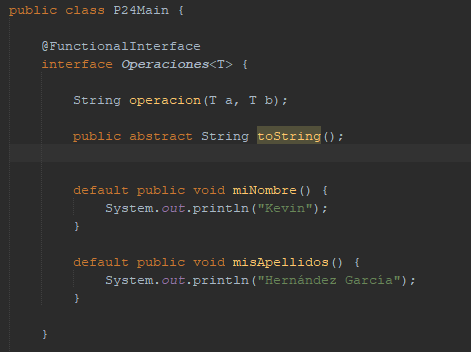 public class P24Main {
@FunctionalInterface
interface Operaciones<T> {
String operacion(T a, T b);
public abstract String toString();
default public void miNombre() {
System.out.println("Kevin");
}
default public void misApellidos() {
System.out.println("Hernández García");
}
}